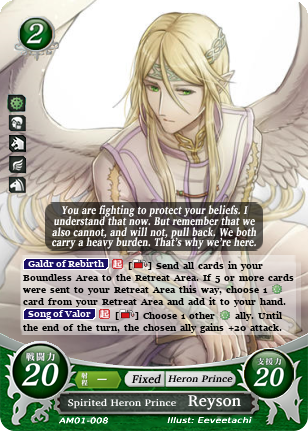 2
You are fighting to protect your beliefs. I
understand that now. But remember that we
also cannot, and will not, pull back. We both
carry a heavy burden. That's why we're here.
Galdr of Rebirth 起 [ ] Send all cards in your
Boundless Area to the Retreat Area. If 5 or more cards
were sent to your Retreat Area this way, choose 1
card from your Retreat Area and add it to your hand.
Song of Valor 起 [ ] Choose 1 other ally. Until
the end of the turn, the chosen ally gains +20 attack.
戦闘力
20
射程 —
Fixed
Heron Prince
支援力
20
Spirited Heron Prince Reyson
AM01-008
Illust: Eeveetachi